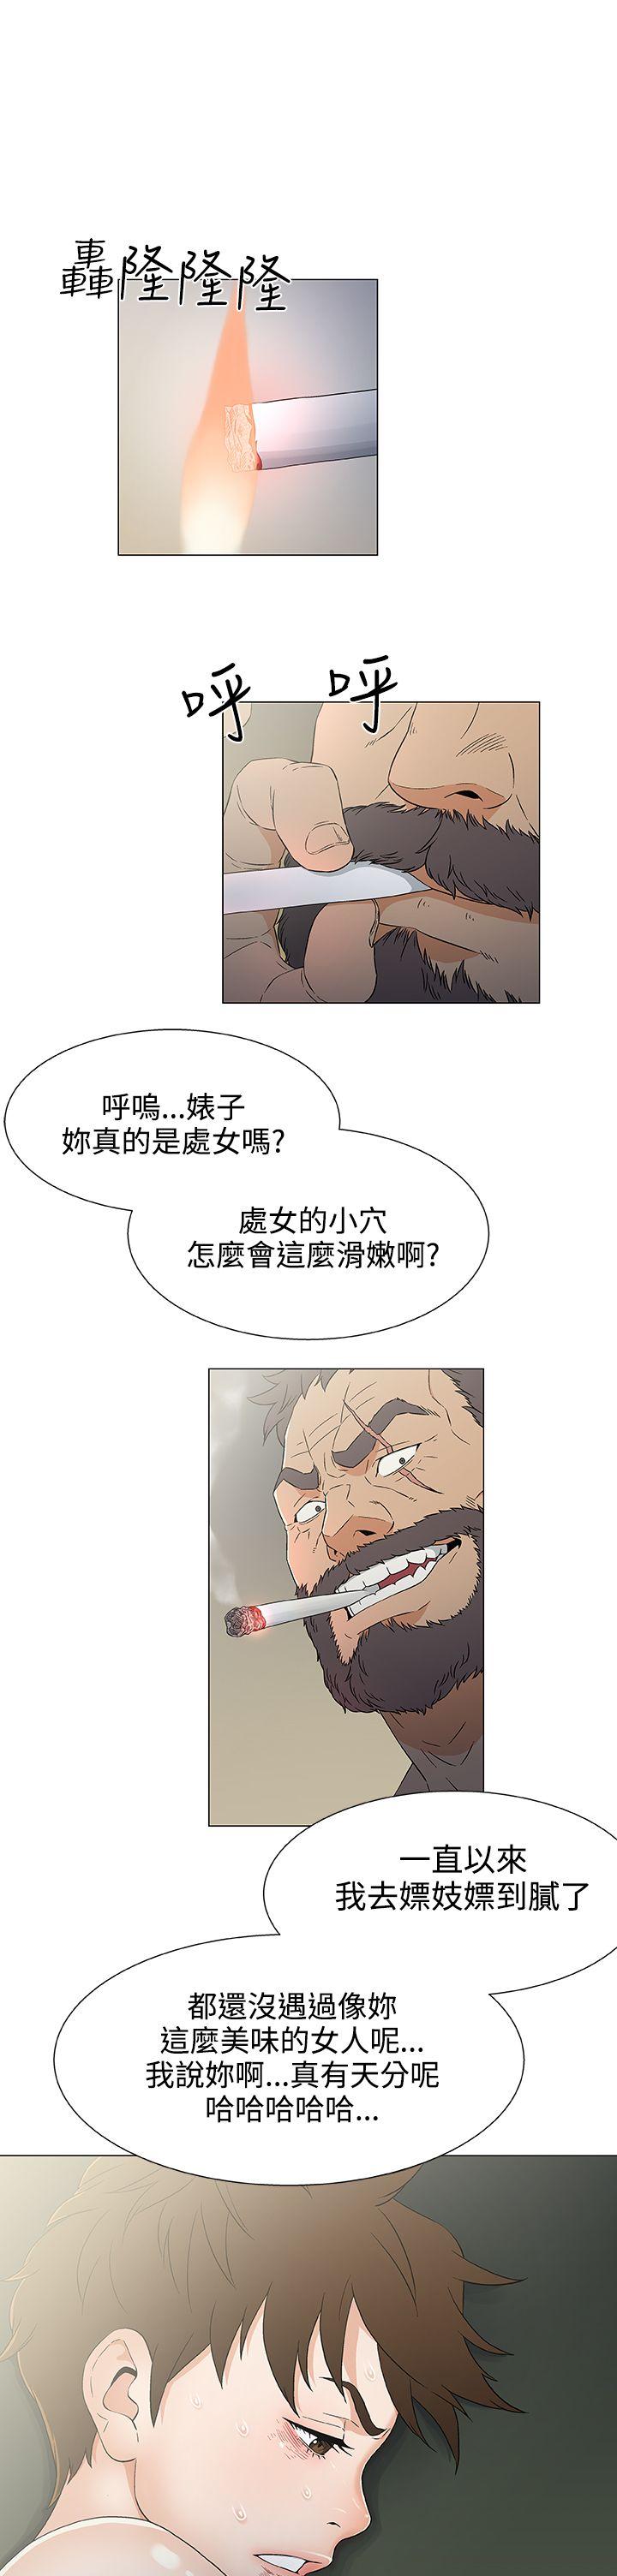 轟隆隆隆
呼 呼
呼嗚...婊子
妳真的是處女嗎?
處女的小穴
怎麼會這麼滑嫩啊?
一直以來
我去嫖妓嫖到膩了
都還沒遇過像妳
這麼美味的女人呢...
我說妳啊...真有天分呢
哈哈哈哈哈...